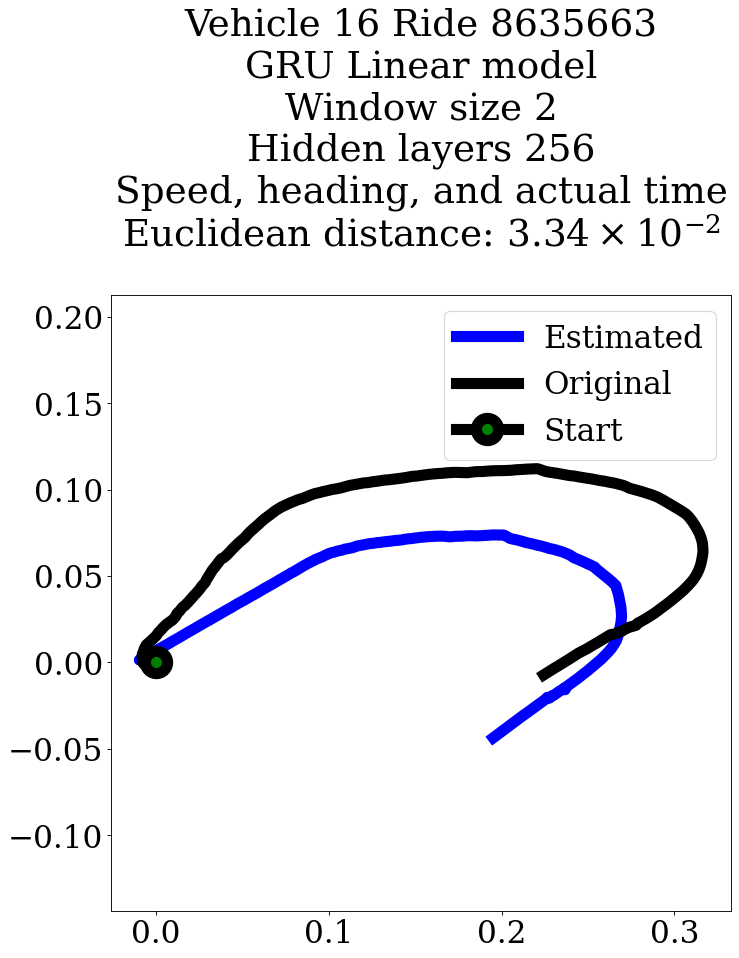 Vehicle 16 Ride 8635663
GRU Linear model
Window size 2
Hidden layers 256
Speed, heading, and actual time
Euclidean distance: 3.34 × 10⁻²
Estimated
Original
Start
0.20
0.15
0.10
0.05
0.00
−0.05
−0.10
0.0 0.1 0.2 0.3